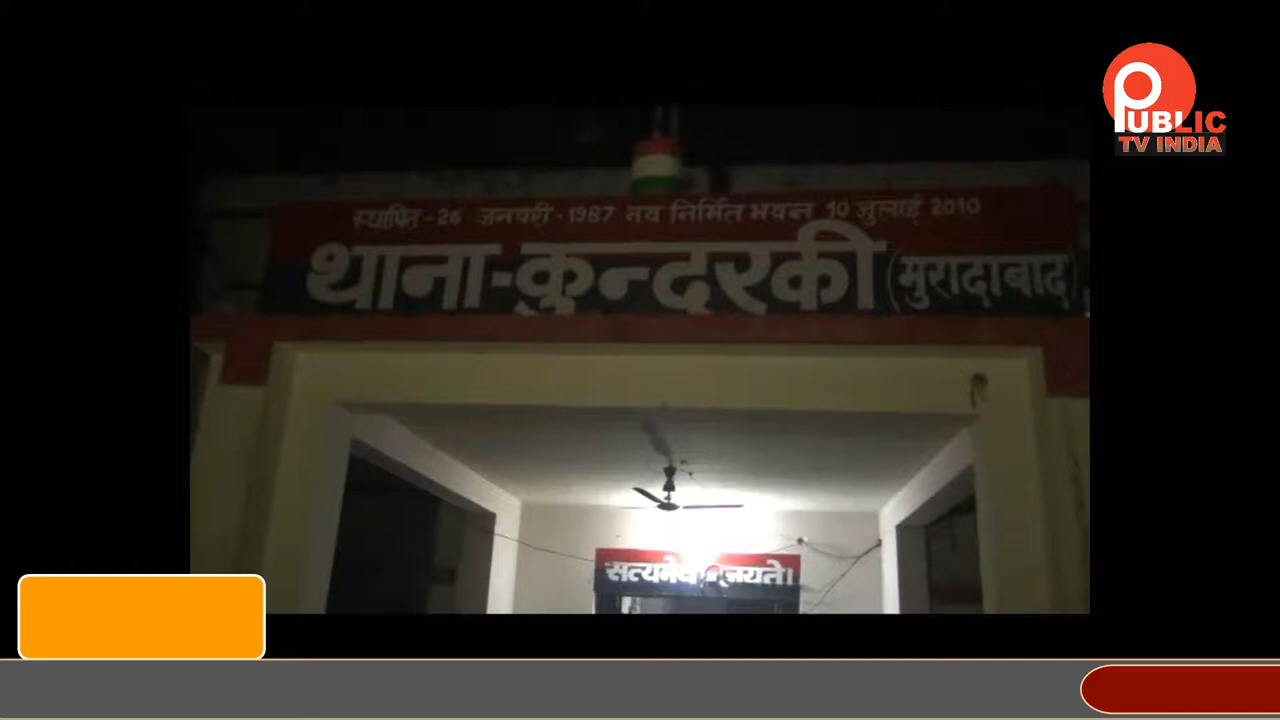 PUBLIC
TV INDIA
स्थापित-26 जनवरी-1987 नव निर्मित भवन 10 जुलाई 2010
थाना-कुन्दरकी (मुरादाबाद)
सत्यमेव जयते।